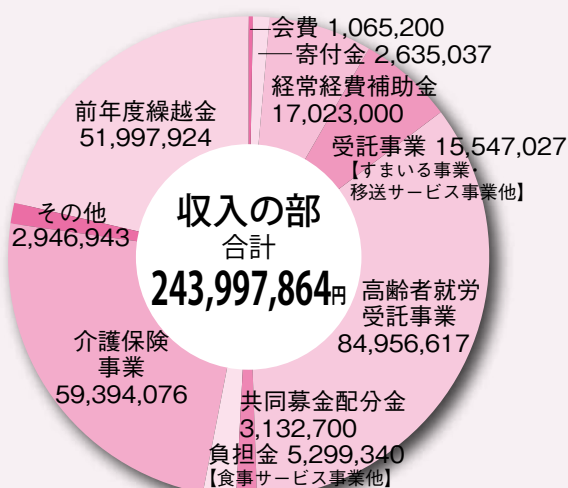 会費 1,065,200
寄付金 2,635,037
経常経費補助金
17,023,000
受託事業 15,547,027
【すまいる事業・
移送サービス事業他】
高齢者就労
受託事業
84,956,617
共同募金配分金
3,132,700
負担金 5,299,340
【食事サービス事業他】
介護保険
事業
59,394,076
その他
2,946,943
前年度繰越金
51,997,924
収入の部
合計
243,997,864円